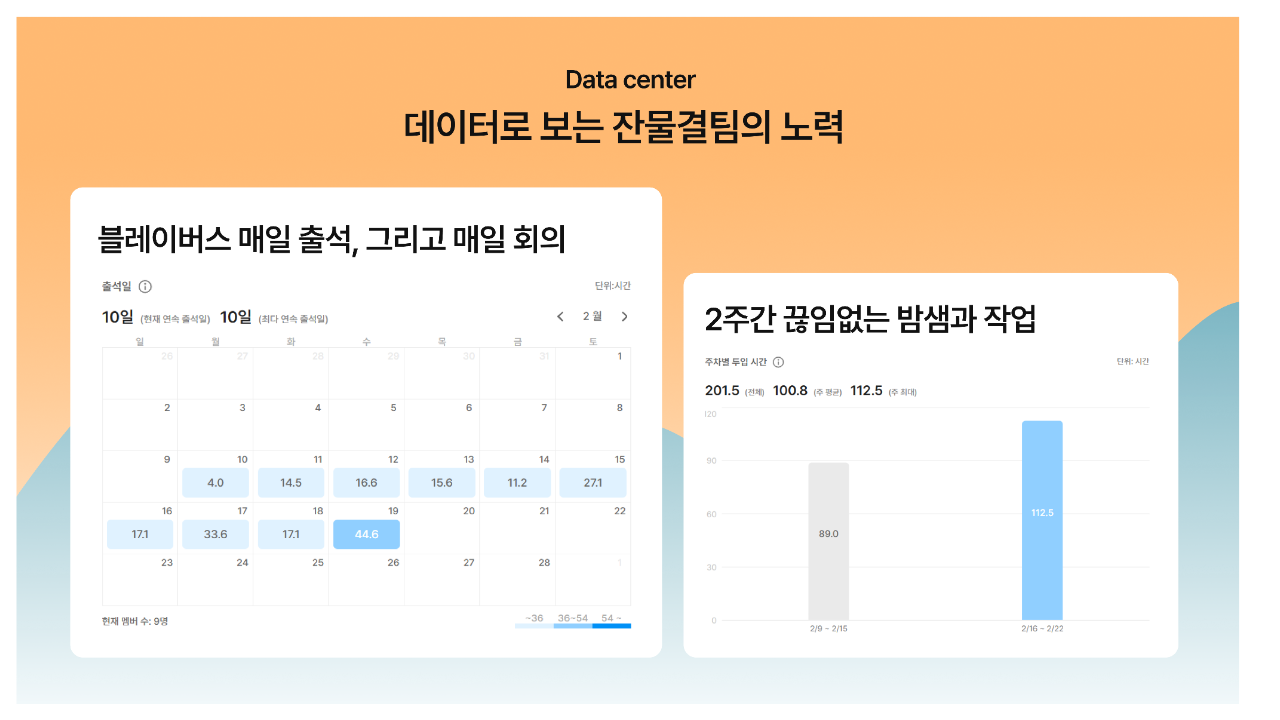 Data center
데이터로 보는 잔물결팀의 노력
블레이버스 매일 출석, 그리고 매일 회의
출석일
단위:시간
10일 (현재 연속 출석일) 10일 (최다 연속 출석일)
< 2 월 >
일 월 화 수 목 금 토
26 27 28 29 30 31 1
2 3 4 5 6 7 8
9 10 11 12 13 14 15
4.0 14.5 16.6 15.6 11.2 27.1
16 17 18 19 20 21 22
17.1 33.6 17.1 44.6
23 24 25 26 27 28 1
현재 멤버 수: 9명
~36 36~54 54 ~
2주간 끊임없는 밤샘과 작업
주차별 투입 시간
단위: 시간
201.5 (전체) 100.8 (주 평균) 112.5 (주 최대)
120
90
60
30
0
89.0
112.5
2/9 ~ 2/15
2/16 ~ 2/22